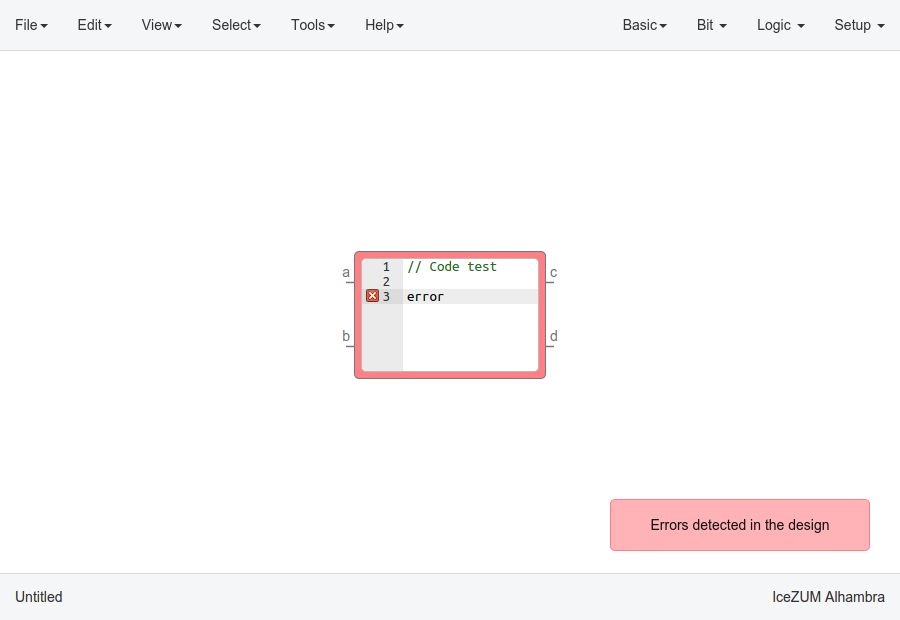 File Edit View Select Tools Help Basic Bit Logic Setup
a c
1 // Code test
2
3 error
b d
Errors detected in the design
Untitled IceZUM Alhambra